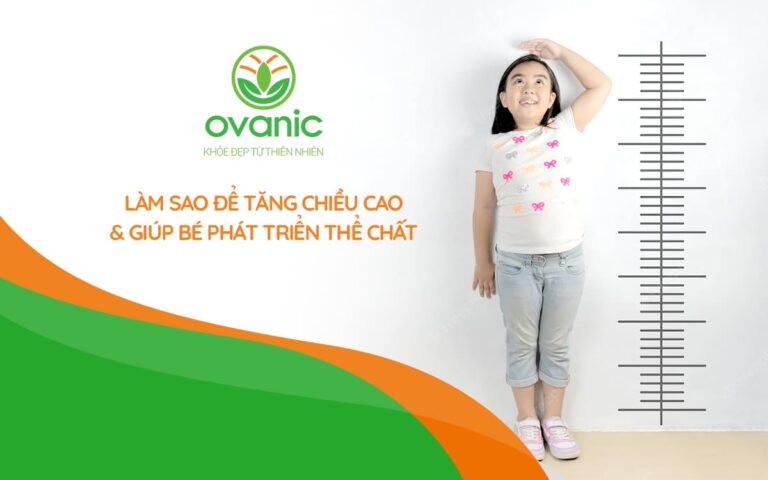 ovanic
KHỎE ĐẸP TỪ THIÊN NHIÊN
LÀM SAO ĐỂ TĂNG CHIỀU CAO
& GIÚP BÉ PHÁT TRIỂN THỂ CHẤT